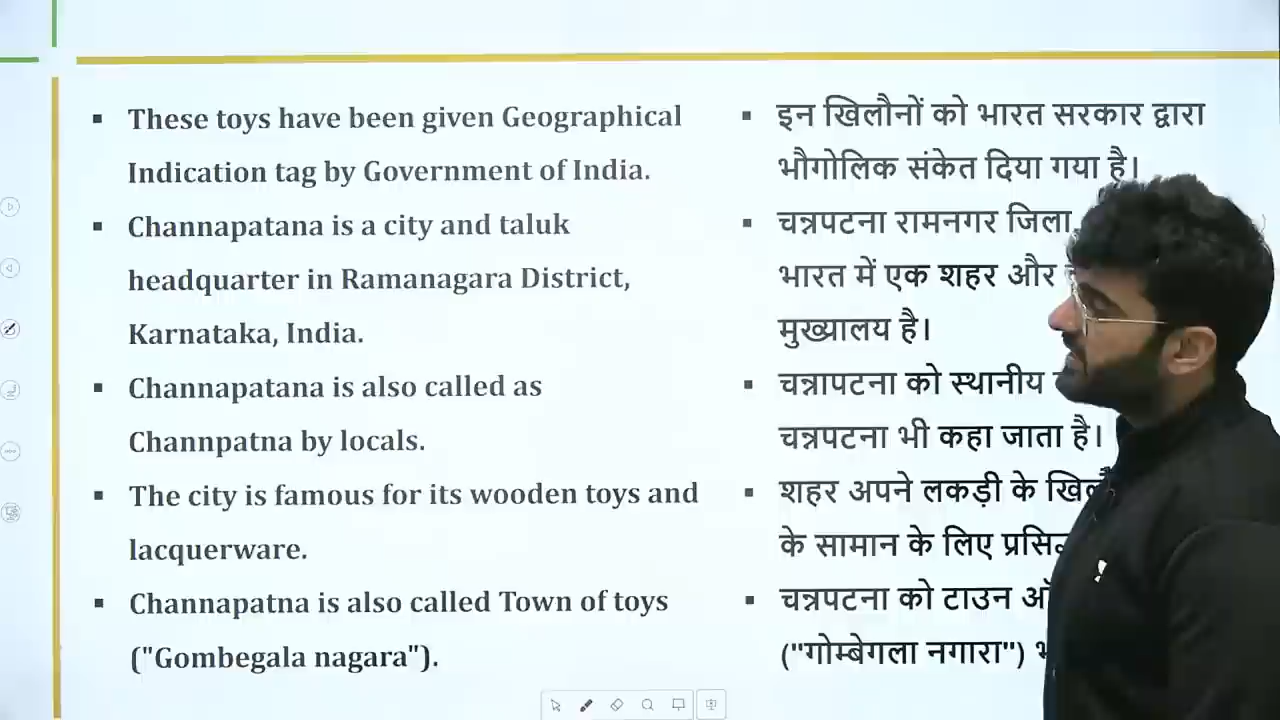 These toys have been given Geographical
Indication tag by Government of India.
Channapatana is a city and taluk
headquarter in Ramanagara District,
Karnataka, India.
Channapatana is also called as
Channpatna by locals.
The city is famous for its wooden toys and
lacquerware.
Channapatna is also called Town of toys
("Gombegala nagara").
इन खिलौनों को भारत सरकार द्वारा
भौगोलिक संकेत दिया गया है।
चन्नपटना रामनगर जिला,
भारत में एक शहर और
मुख्यालय है।
चन्नापटना को स्थानीय
चन्नपटना भी कहा जाता है।
शहर अपने लकड़ी के
के सामान के लिए
चन्नपटना को टाउन
("गोम्बेगला नगारा")